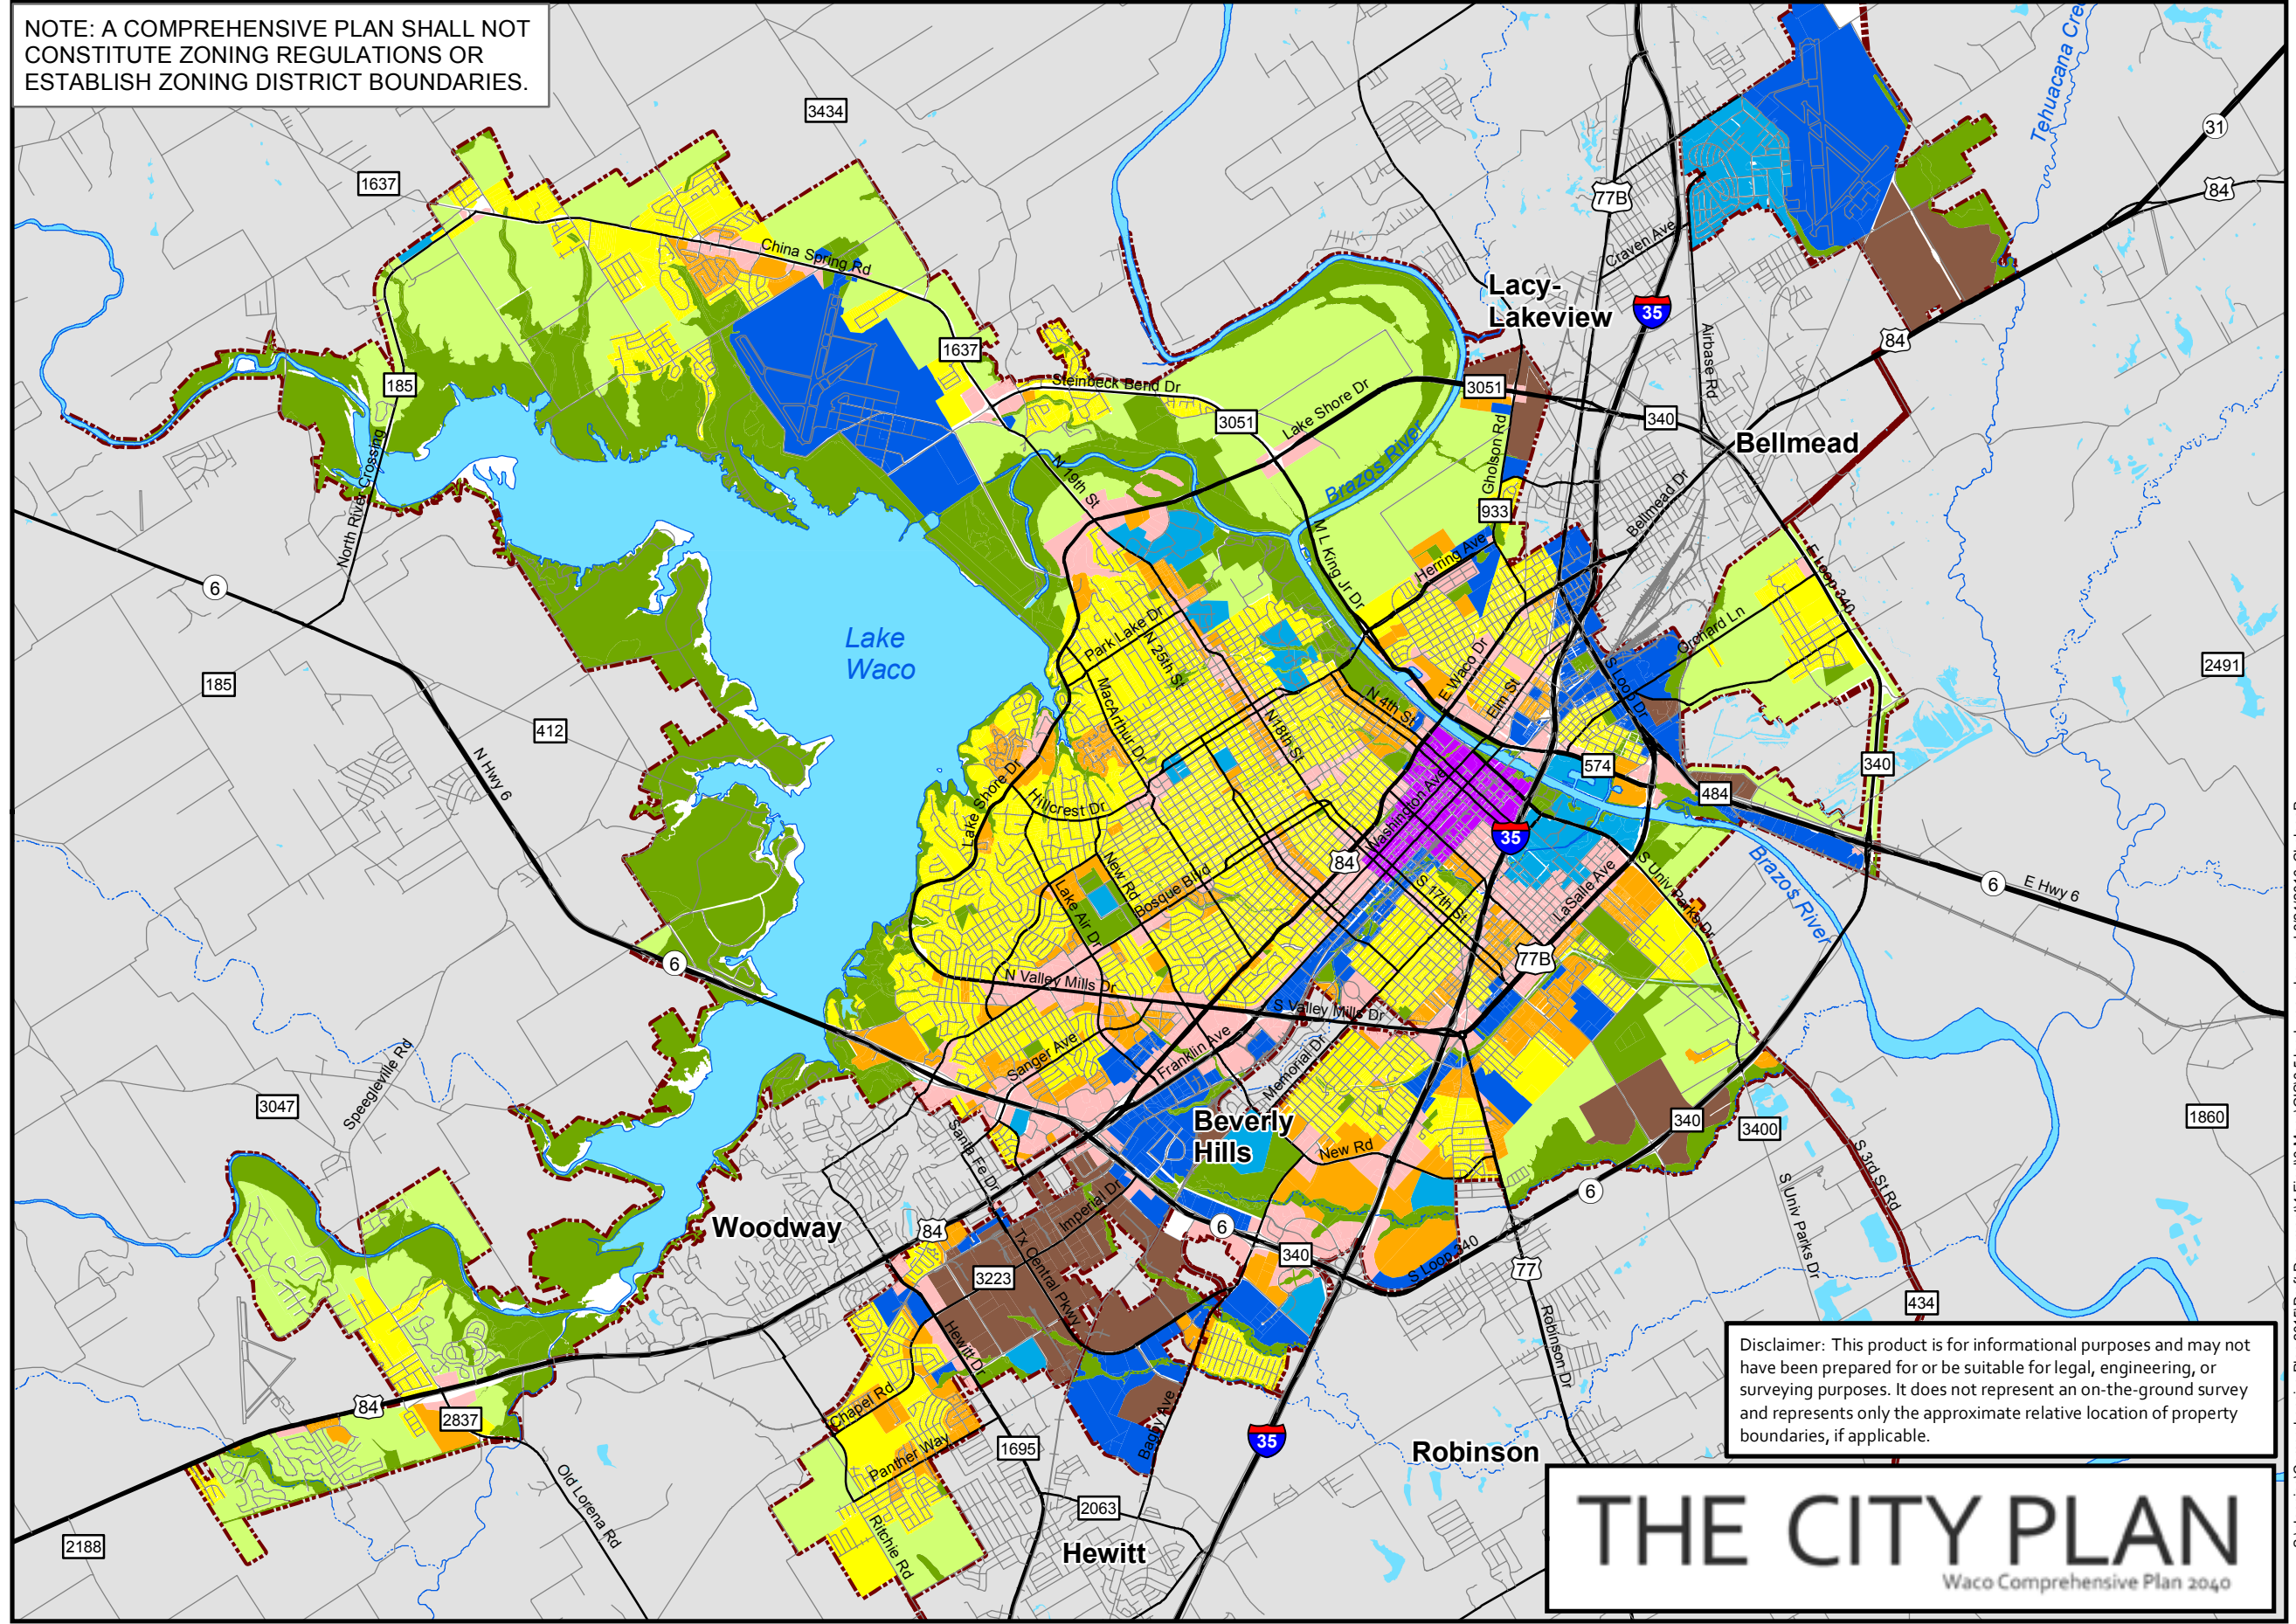 NOTE: A COMPREHENSIVE PLAN SHALL NOT
CONSTITUTE ZONING REGULATIONS OR
ESTABLISH ZONING DISTRICT BOUNDARIES.
3434
Tehuacana Cre
31
1637
84
77B
Craven Ave
China Spring Rd
Lacy-
Lakeview
35
84
Airbase Rd
1637
185
Steinbeck Bend Dr
3051
Lake Shore Dr
3051
340
Bellmead
Brazos River
Gholson Rd
N 19th St
North River Crossing
933
Bellmead Dr
M L King Jr Dr
Herring Ave
E Loop 340
6
Orchard Ln
Lake
Waco
Park Lake Dr
N 25th St
185
2491
412
MacArthur Dr
E Waco Dr
Elm St
S Loop Dr
N 4th St
N18th St
N Hwy 6
574
340
484
Lake Shore Dr
Hillcrest Dr
Washington Ave
35
84
New Rd
Lake Air Dr
Bosque Blvd
S 17th St
LaSalle Ave
S Univ Parks Dr
Brazos River
6
E Hwy 6
6
77B
N Valley Mills Dr
S Valley Mills Dr
Sanger Ave
Franklin Ave
Memorial Dr
Speegleville Rd
3047
Beverly
Hills
340
3400
1860
Santa Fe Dr
New Rd
S 3rd St Rd
6
S Univ Parks Dr
Woodway
84
Imperial Dr
6
340
S Loop 340
77
3223
Tx Central Pkwy
434
Hewitt Dr
Robinson Dr
Disclaimer: This product is for informational purposes and may not
have been prepared for or be suitable for legal, engineering, or
surveying purposes. It does not represent an on-the-ground survey
and represents only the approximate relative location of property
boundaries, if applicable.
84
2837
Chapel Rd
Panther Way
1695
Bagby Ave
35
Robinson
Old Lorena Rd
2063
Ritchie Rd
2188
Hewitt
THE CITY PLAN
Waco Comprehensive Plan 2040